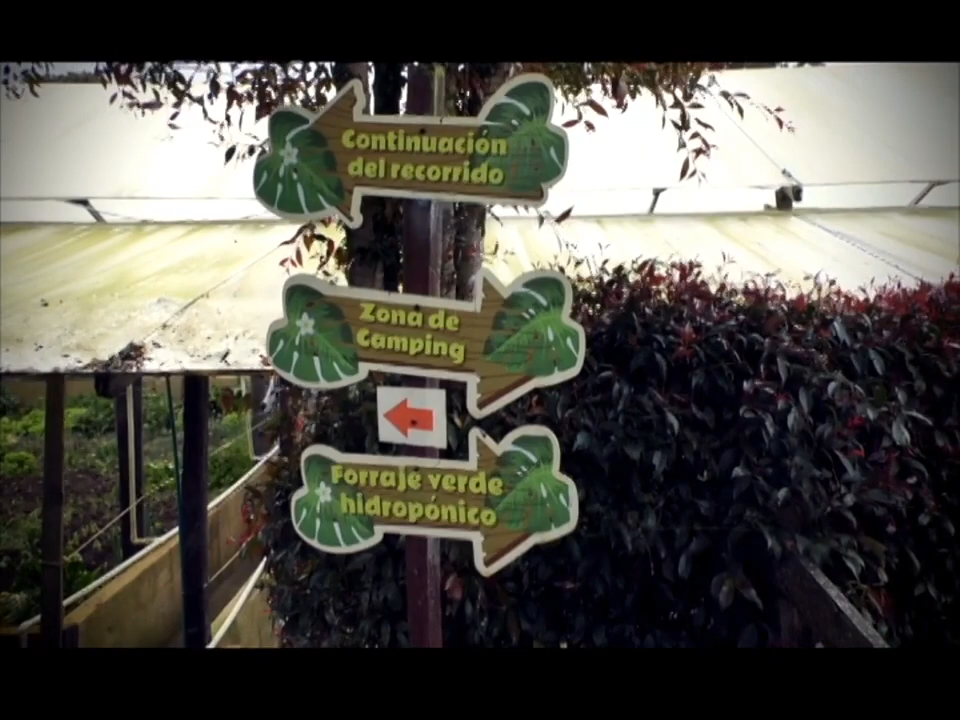 Continuación
del recorrido
Zona de
Camping
Forraje verde
hidropónico